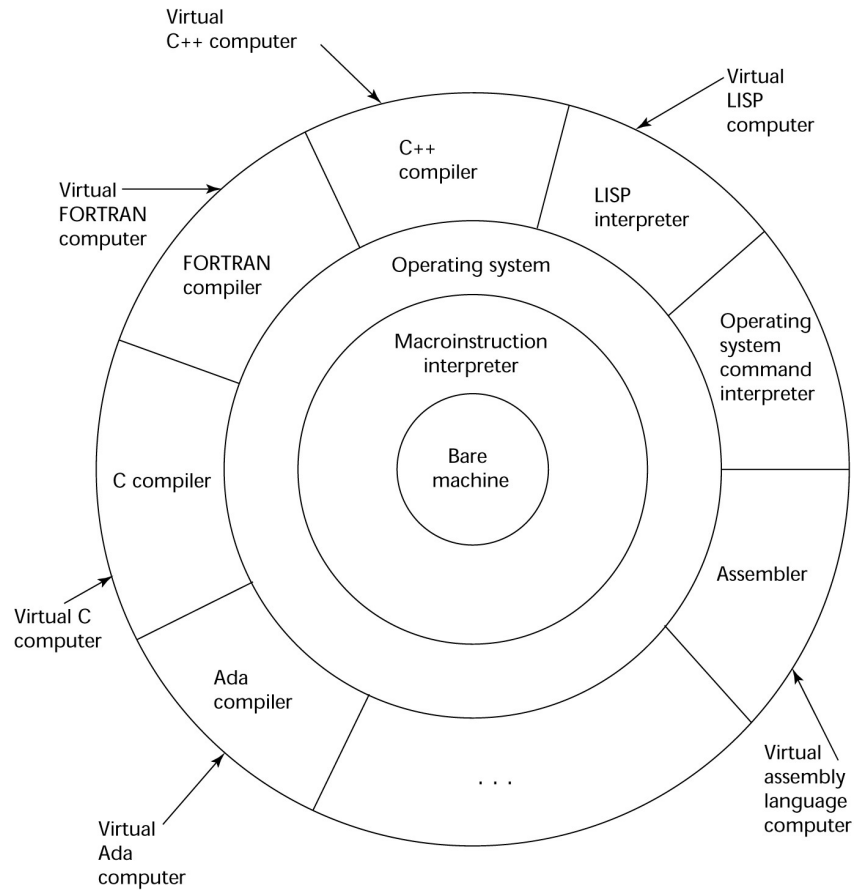 Virtual
C++ computer
Virtual
LISP
computer
C++
compiler
Virtual
FORTRAN
computer
LISP
interpreter
FORTRAN
compiler
Operating system
Operating
system
command
interpreter
Macroinstruction
interpreter
Bare
machine
C compiler
Assembler
Virtual C
computer
Ada
compiler
Virtual
assembly
language
computer
. . .
Virtual
Ada
computer